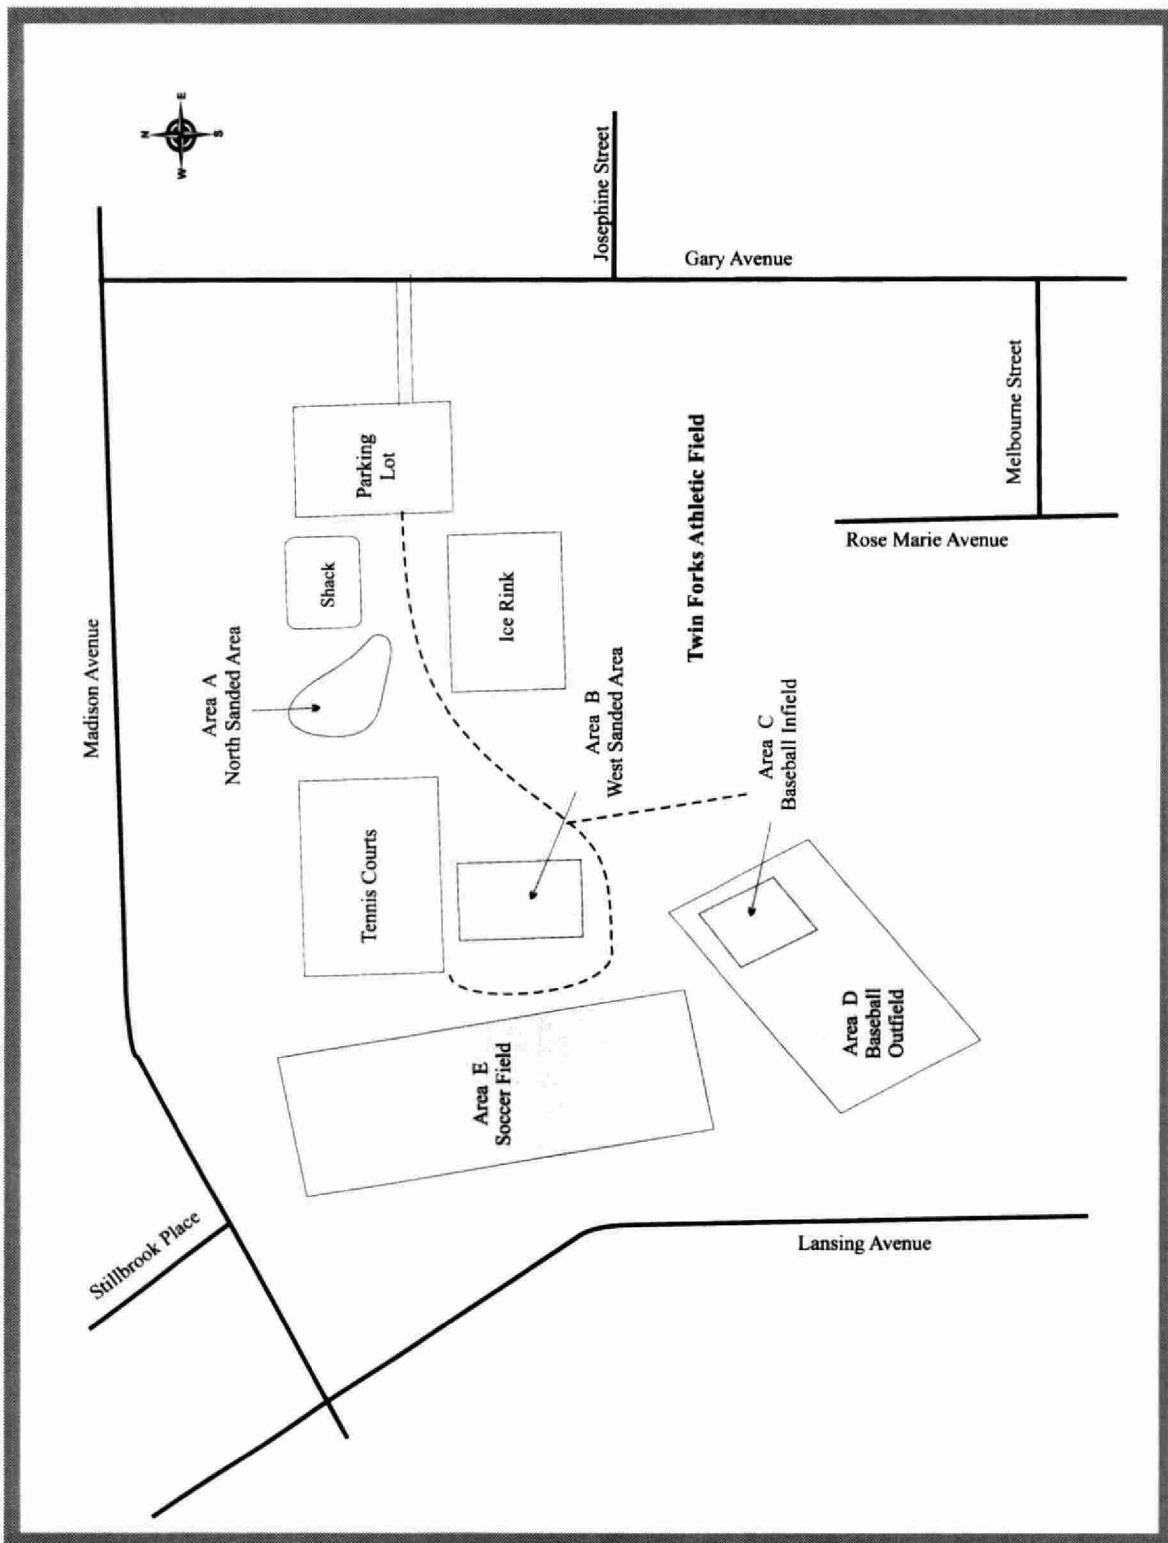 N
E
S
W
Madison Avenue
Stillbrook Place
Area A
North Sanded Area
Shack
Parking
Lot
Tennis Courts
Ice Rink
Area B
West Sanded Area
Area E
Soccer Field
Josephine Street
Gary Avenue
Twin Forks Athletic Field
Area C
Baseball Infield
Area D
Baseball
Outfield
Rose Marie Avenue
Melbourne Street
Lansing Avenue